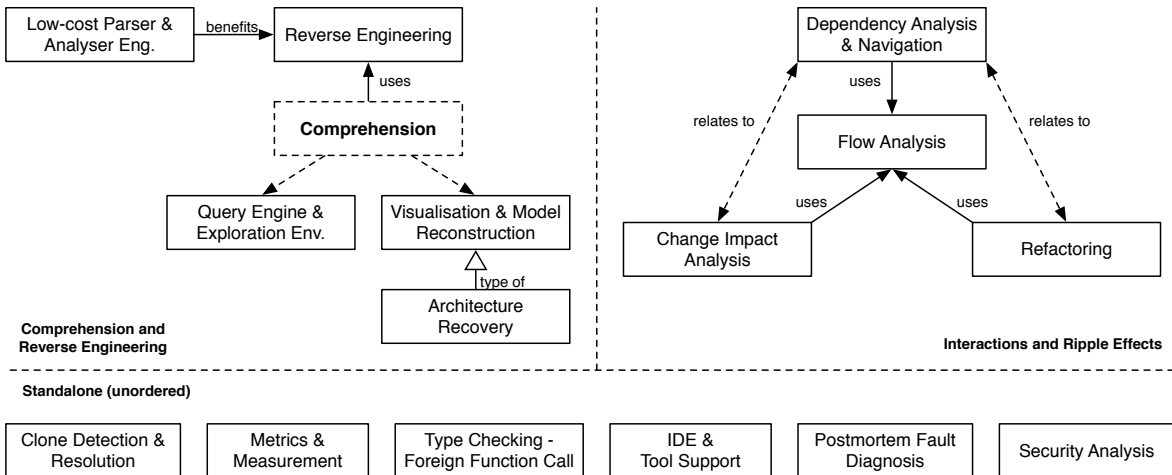 Low-cost Parser &
Analyser Eng.
benefits
Reverse Engineering
uses
Comprehension
Query Engine &
Exploration Env.
Visualisation & Model
Reconstruction
type of
Architecture
Recovery
Comprehension and
Reverse Engineering
Dependency Analysis
& Navigation
uses
relates to
relates to
Flow Analysis
uses
uses
Change Impact
Analysis
Refactoring
Interactions and Ripple Effects
Standalone (unordered)
Clone Detection &
Resolution
Metrics &
Measurement
Type Checking -
Foreign Function Call
IDE &
Tool Support
Postmortem Fault
Diagnosis
Security Analysis